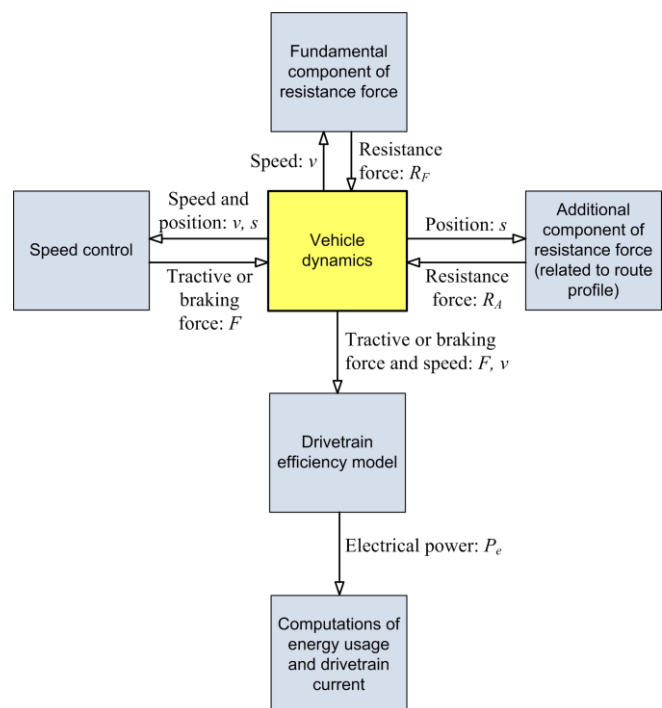 Fundamental
component of
resistance force
Speed: v
Resistance
force: R_F
Speed and
position: v, s
Speed control
Tractive or
braking
force: F
Vehicle
dynamics
Position: s
Resistance
force: R_A
Additional
component of
resistance force
(related to route
profile)
Tractive or braking
force and speed: F, v
Drivetrain
efficiency model
Electrical power: P_e
Computations of
energy usage
and drivetrain
current